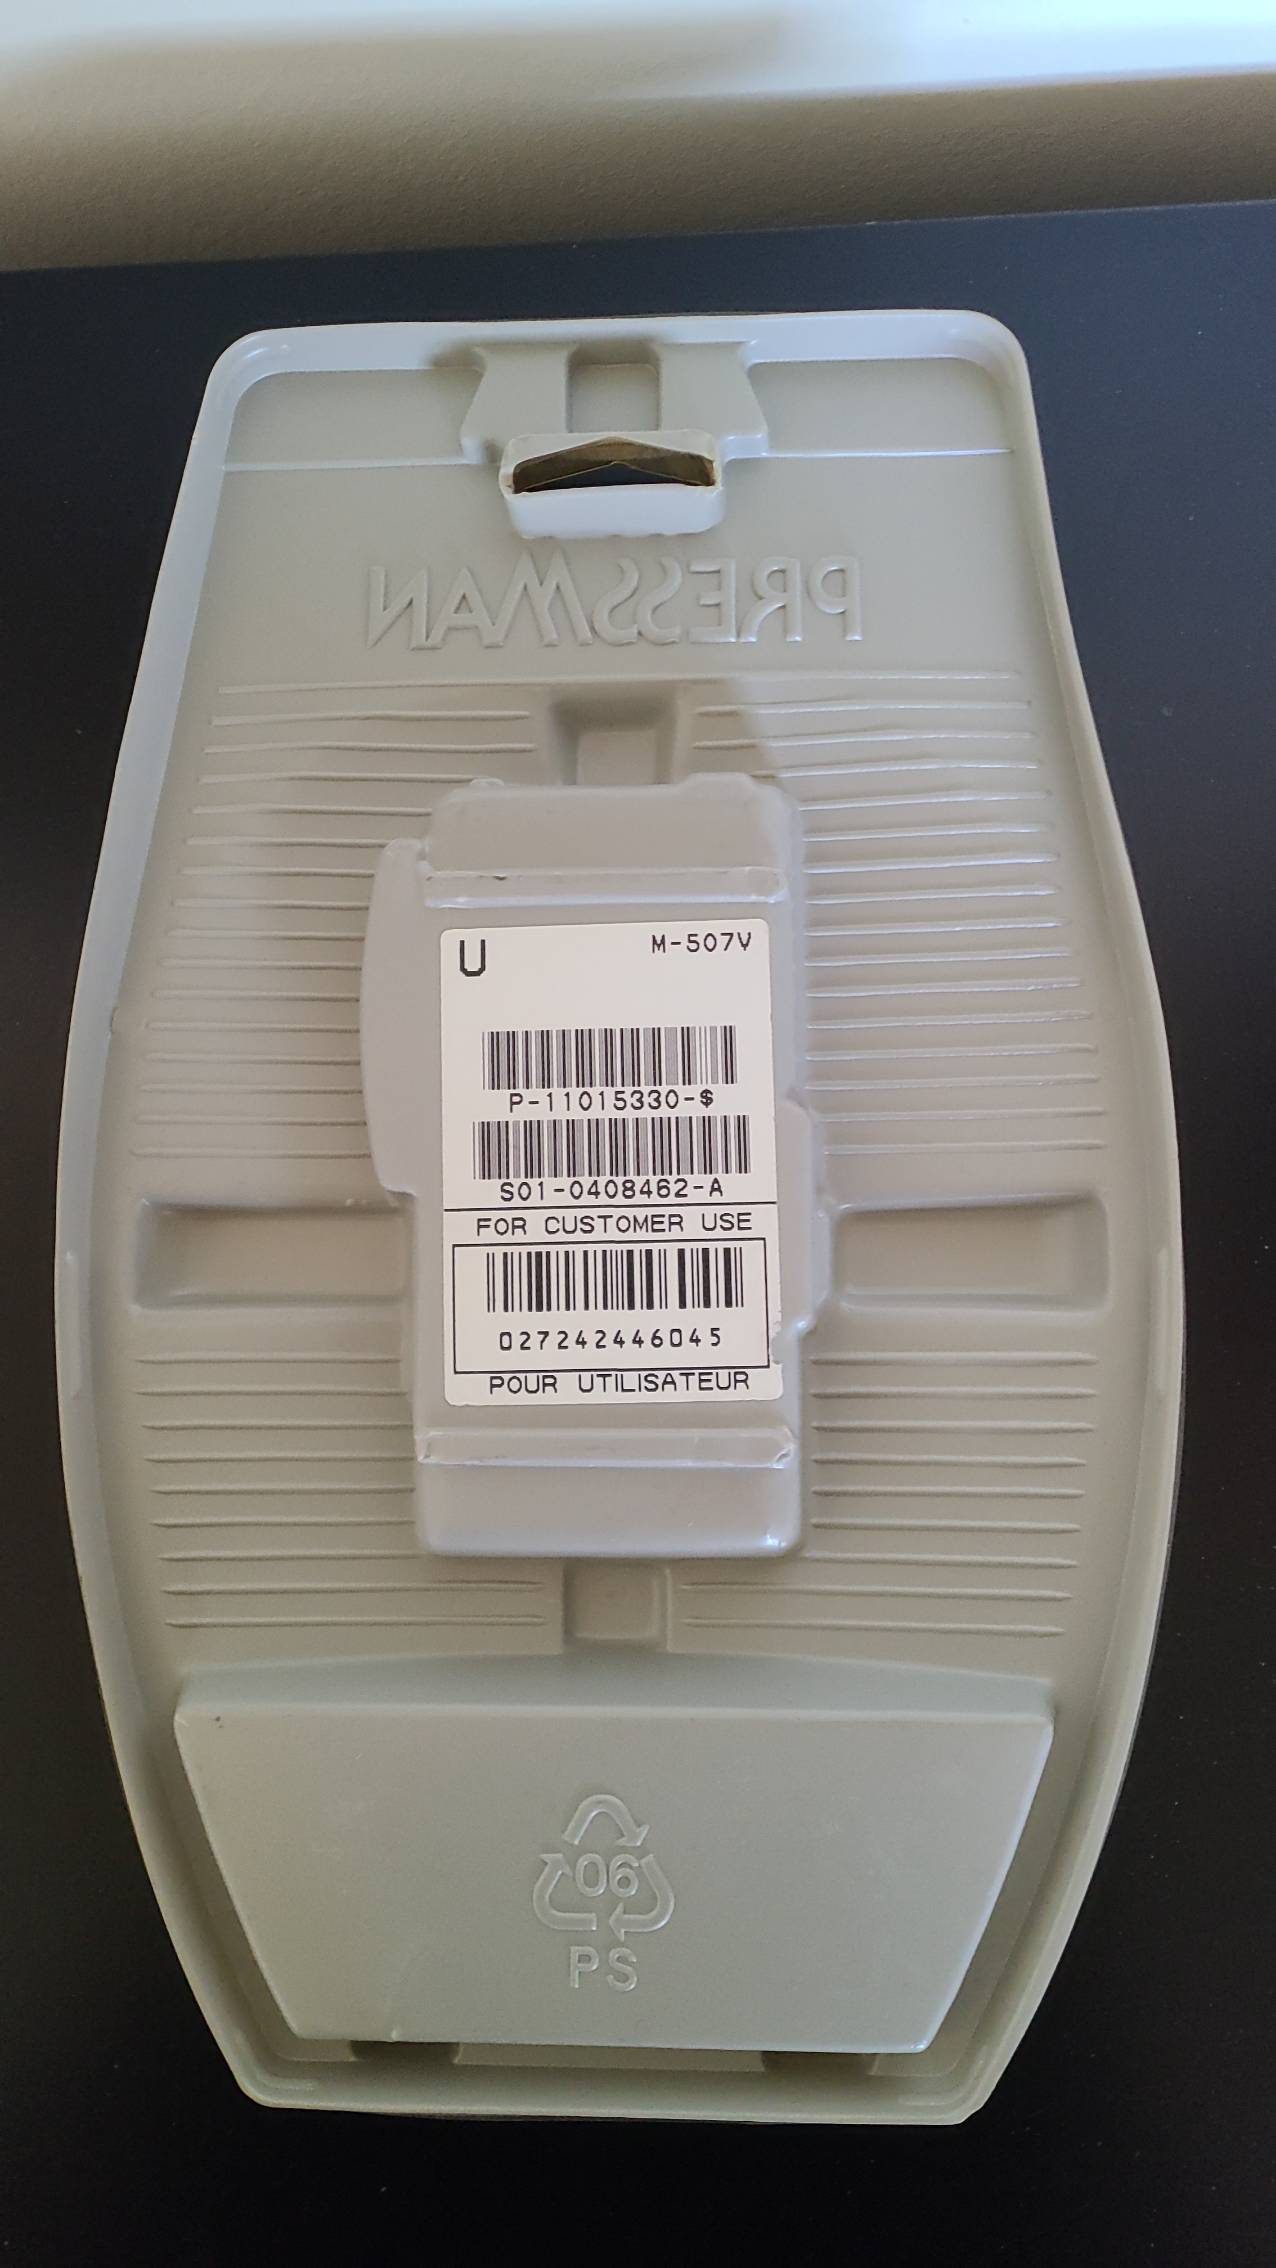 PRESSMAN
U
M-507V
P-11015330-$
S01-0408462-A
FOR CUSTOMER USE
027242446045
POUR UTILISATEUR
06
PS